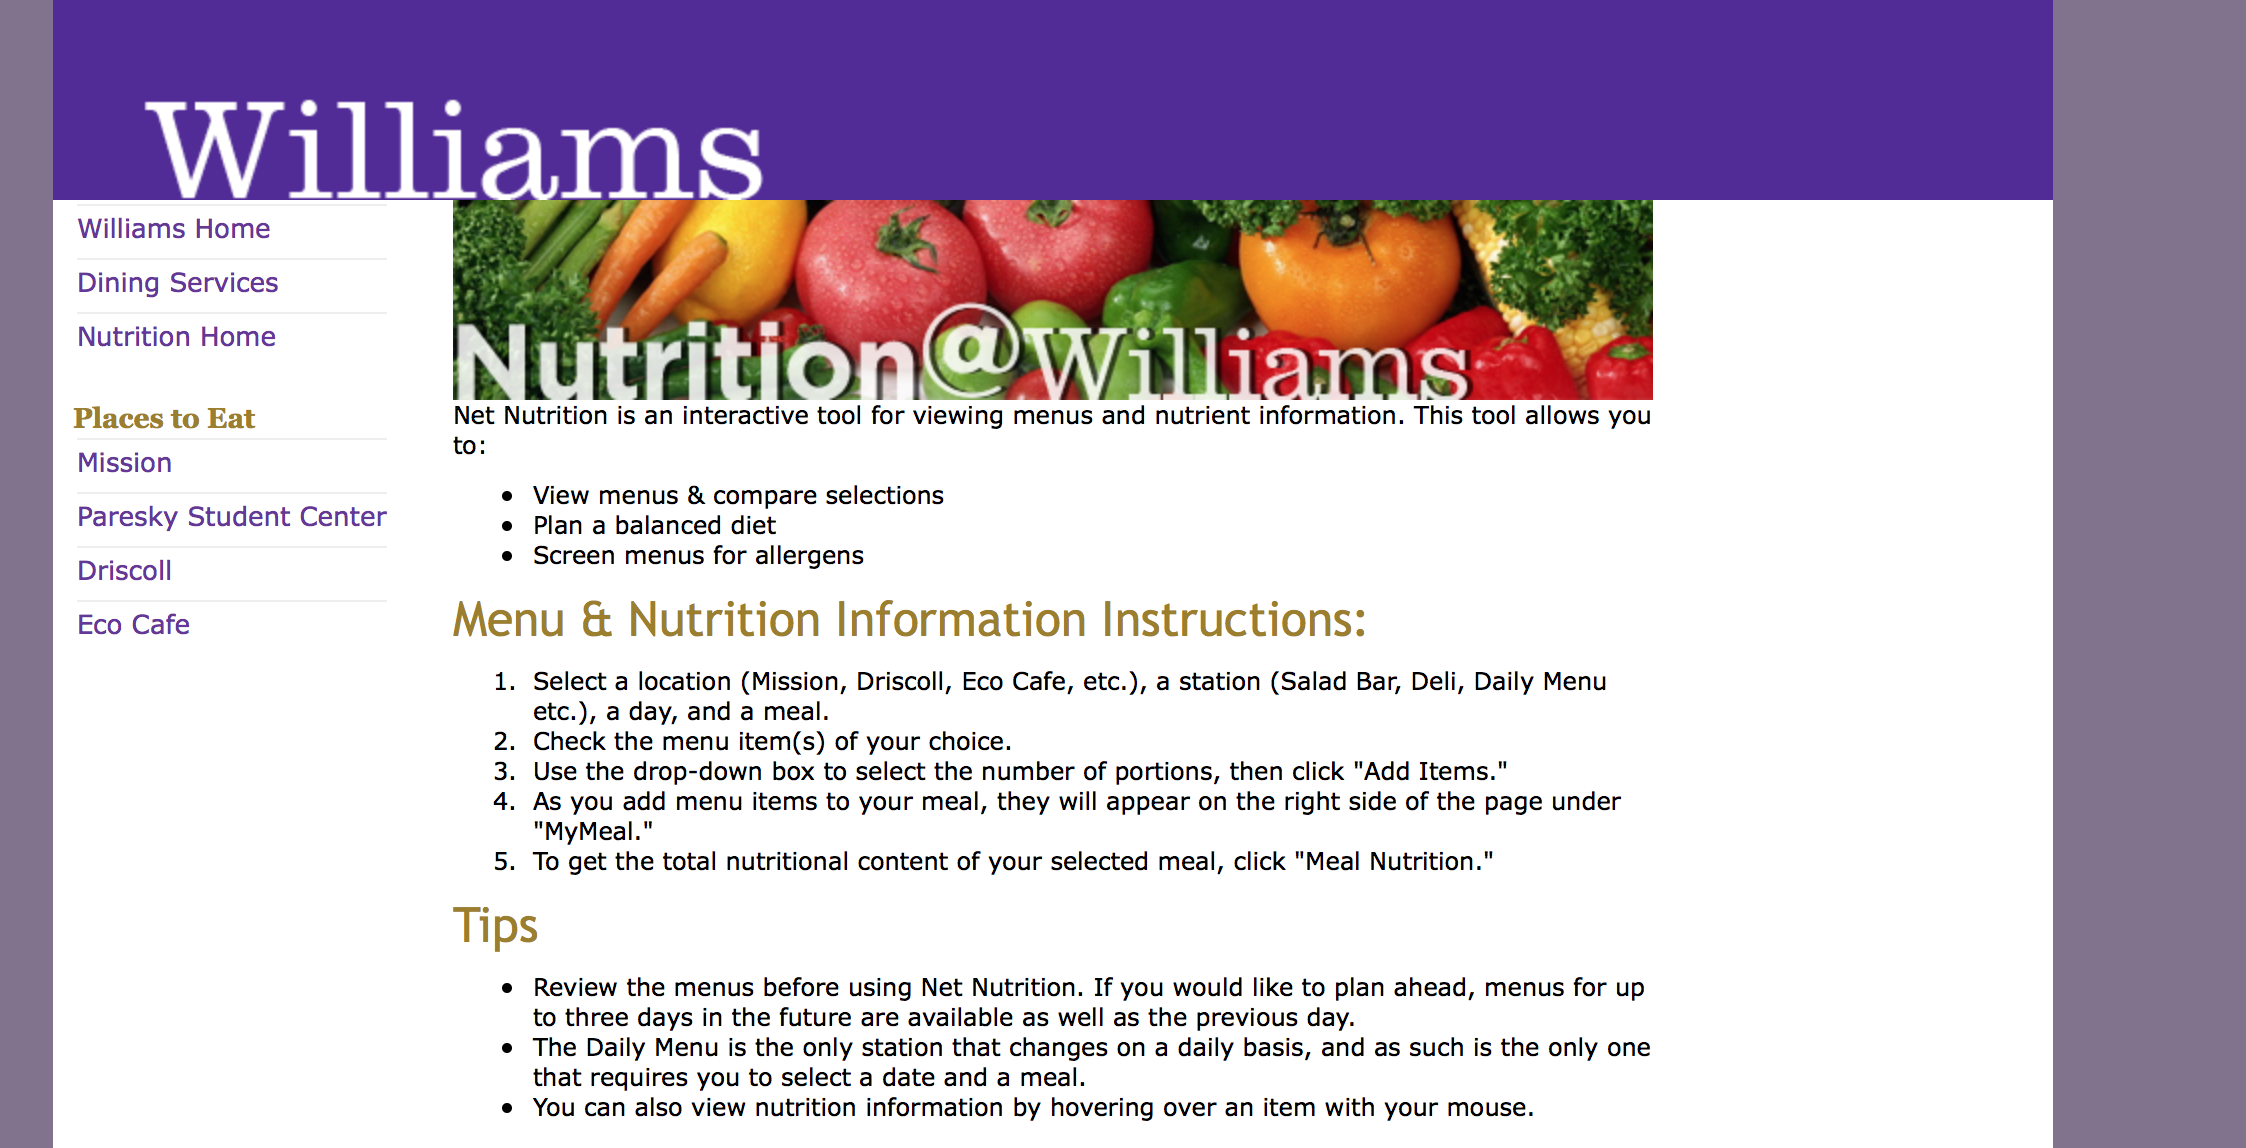 Williams
Williams Home
Dining Services
Nutrition Home
Places to Eat
Mission
Paresky Student Center
Driscoll
Eco Cafe
Nutrition@Williams
Net Nutrition is an interactive tool for viewing menus and nutrient information. This tool allows you
to:
• View menus & compare selections
• Plan a balanced diet
• Screen menus for allergens
Menu & Nutrition Information Instructions:
1. Select a location (Mission, Driscoll, Eco Cafe, etc.), a station (Salad Bar, Deli, Daily Menu
etc.), a day, and a meal.
2. Check the menu item(s) of your choice.
3. Use the drop-down box to select the number of portions, then click "Add Items."
4. As you add menu items to your meal, they will appear on the right side of the page under
"MyMeal."
5. To get the total nutritional content of your selected meal, click "Meal Nutrition."
Tips
• Review the menus before using Net Nutrition. If you would like to plan ahead, menus for up
to three days in the future are available as well as the previous day.
• The Daily Menu is the only station that changes on a daily basis, and as such is the only one
that requires you to select a date and a meal.
• You can also view nutrition information by hovering over an item with your mouse.